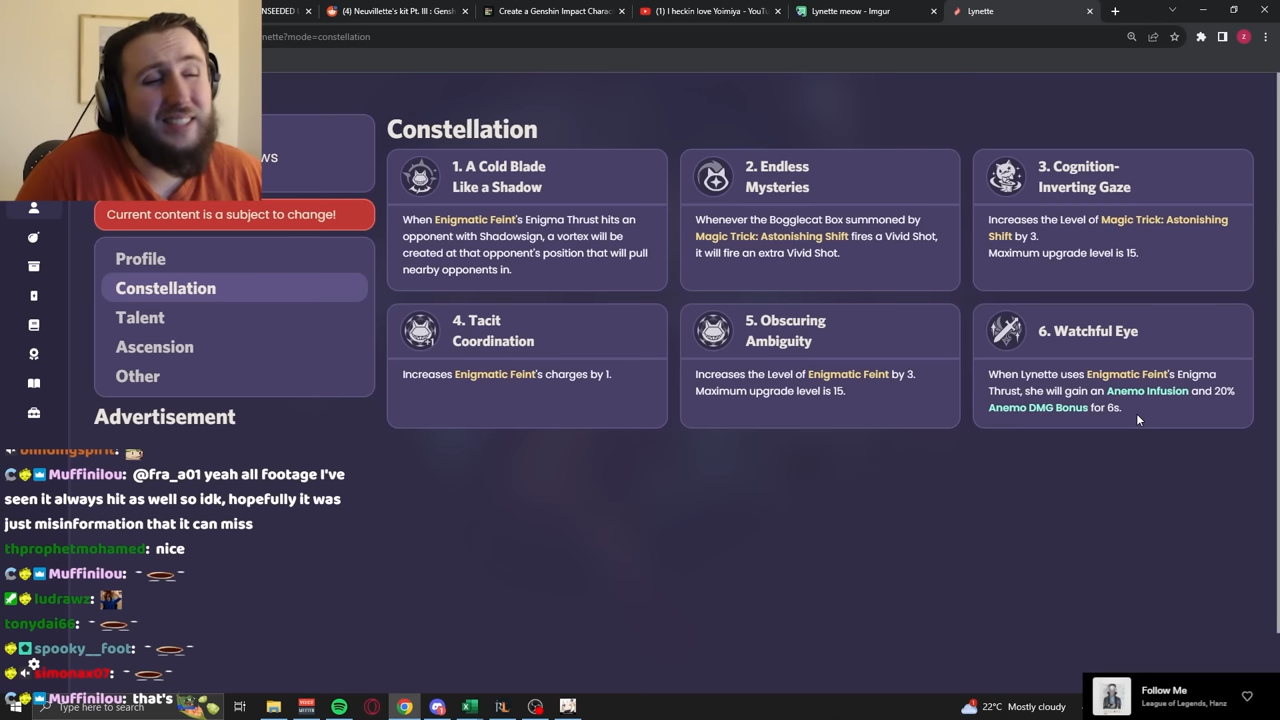 NSEEDED I
(4) Neuvillette's kit Pt. III : Gensh
Create a Genshin Impact Charac
(1) I heckin love Yoimiya - YouTu
Lynette meow - Imgur
Lynette
nette?mode=constellation
ws
Current content is a subject to change!
Profile
Constellation
Talent
Ascension
Other
Advertisement
Constellation
1. A Cold Blade
Like a Shadow
When Enigmatic Feint's Enigma Thrust hits an
opponent with Shadowsign, a vortex will be
created at that opponent's position that will pull
nearby opponents in.
2. Endless
Mysteries
Whenever the Bogglecat Box summoned by
Magic Trick: Astonishing Shift fires a Vivid Shot,
it will fire an extra Vivid Shot.
3. Cognition-
Inverting Gaze
Increases the Level of Magic Trick: Astonishing
Shift by 3.
Maximum upgrade level is 15.
4. Tacit
Coordination
Increases Enigmatic Feint's charges by 1.
5. Obscuring
Ambiguity
Increases the Level of Enigmatic Feint by 3.
Maximum upgrade level is 15.
6. Watchful Eye
When Lynette uses Enigmatic Feint's Enigma
Thrust, she will gain an Anemo Infusion and 20%
Anemo DMG Bonus for 6s.
blindingspirit:
Muffinilou: @fra_a01 yeah all footage I've
seen it always hit as well so idk, hopefully it was
just misinformation that it can miss
thprophetmohamed: nice
Muffinilou:
ludrawz:
tonydai66:
spooky__foot:
simonax07:
Muffinilou: that's
Type here to search
22°C Mostly cloudy
Follow Me
League of Legends, Hanz